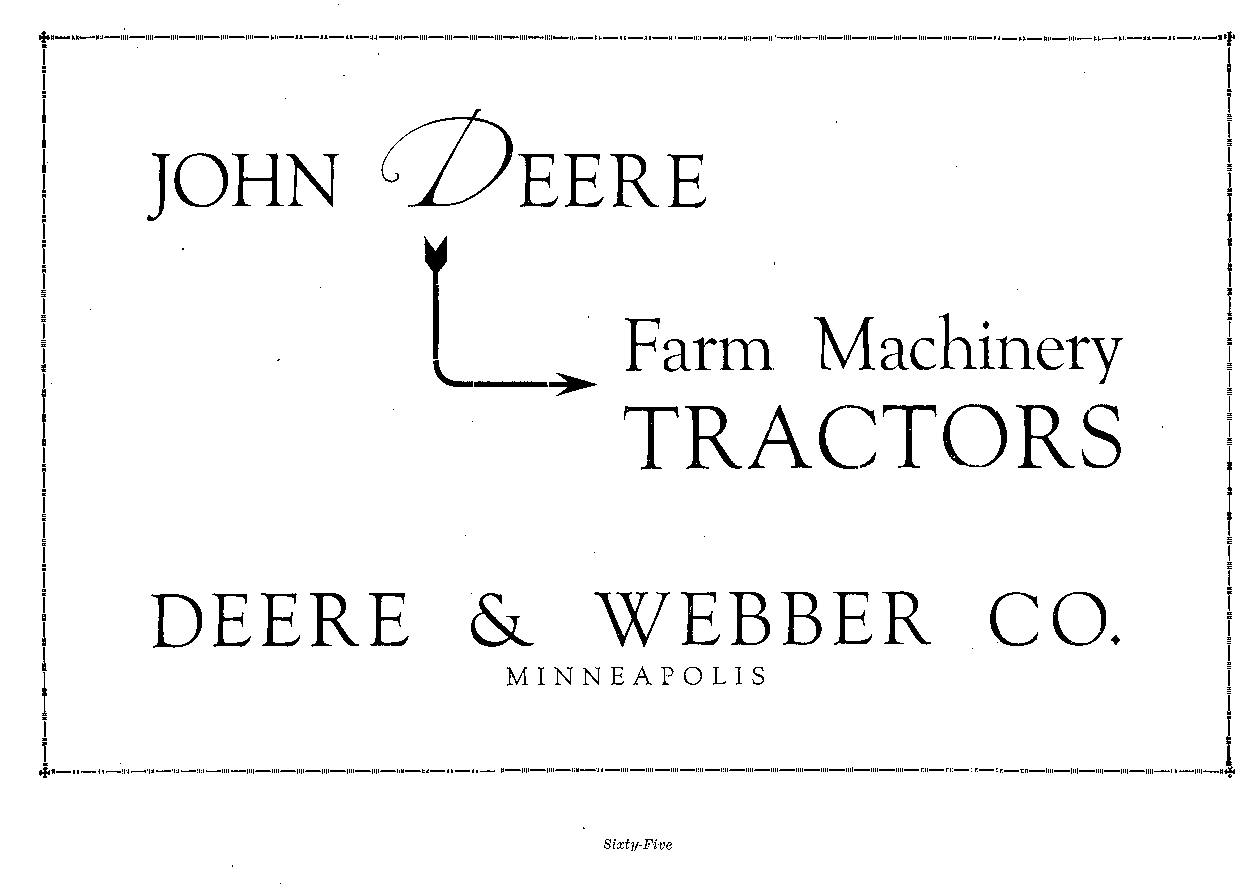 JOHN DEERE
Farm Machinery
TRACTORS
DEERE & WEBBER CO.
MINNEAPOLIS
Sixty-Five